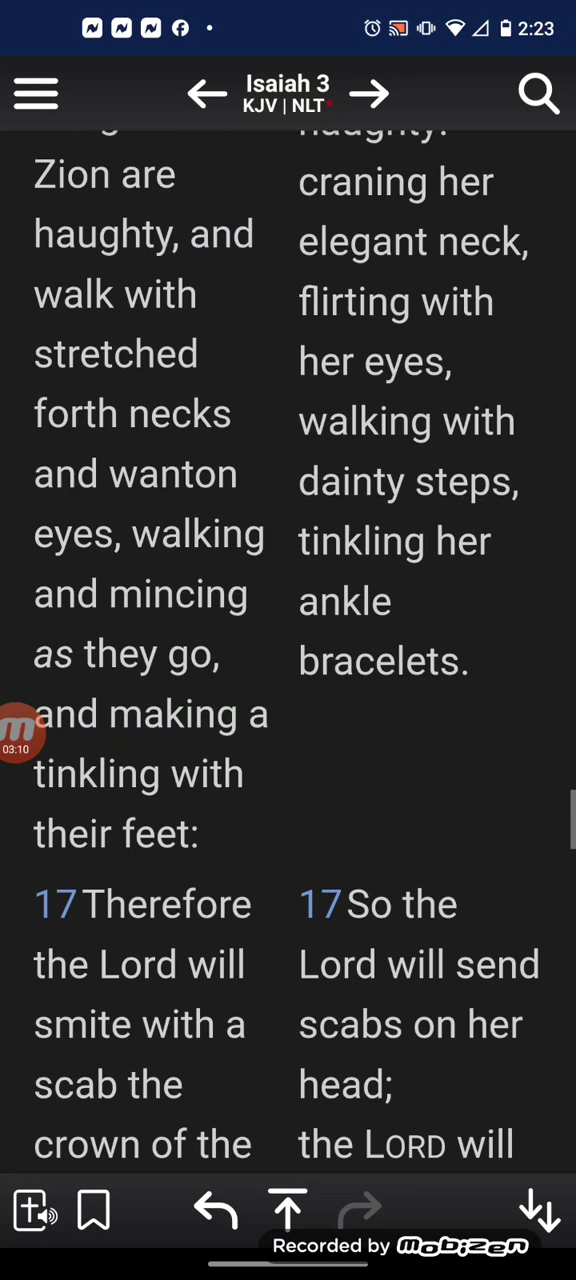 2:23
Isaiah 3
KJV | NLT*
Zion are
haughty, and
walk with
stretched
forth necks
and wanton
eyes, walking
and mincing
as they go,
and making a
tinkling with
their feet:
17 Therefore
the Lord will
smite with a
scab the
crown of the
haughty:
craning her
elegant neck,
flirting with
her eyes,
walking with
dainty steps,
tinkling her
ankle
bracelets.
17 So the
Lord will send
scabs on her
head;
the LORD will
m
03:10
Recorded by mobizen